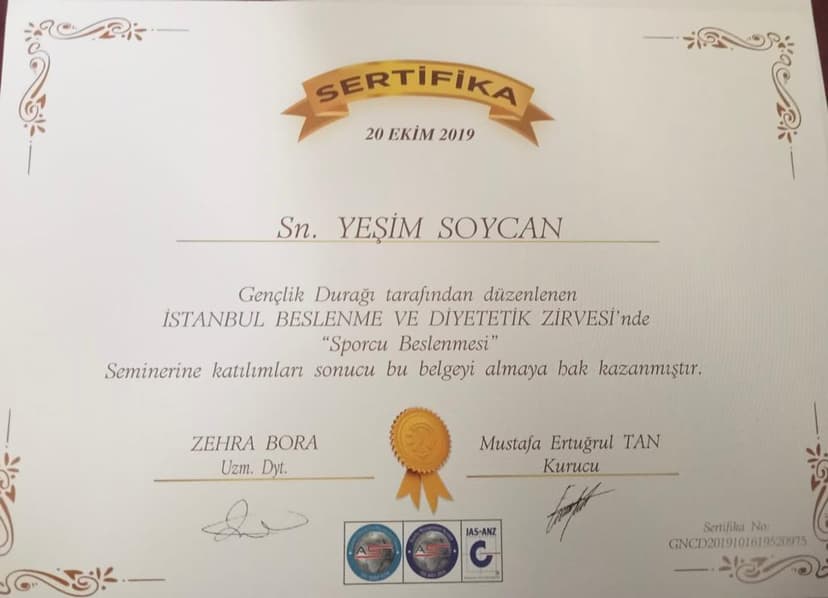 SERTİFİKA
20 EKİM 2019
Sn. YEŞİM SOYCAN
Gençlik Durağı tarafından düzenlenen
İSTANBUL BESLENME VE DİYETETİK ZİRVESİ'nde
“Sporcu Beslenmesi”
Seminerine katılımları sonucu bu belgeyi almaya hak kazanmıştır.
ZEHRA BORA
Uzm. Dyt.
Mustafa Ertuğrul TAN
Kurucu
JAS-ANZ
Sertifika No:
GNCD2019101619520975